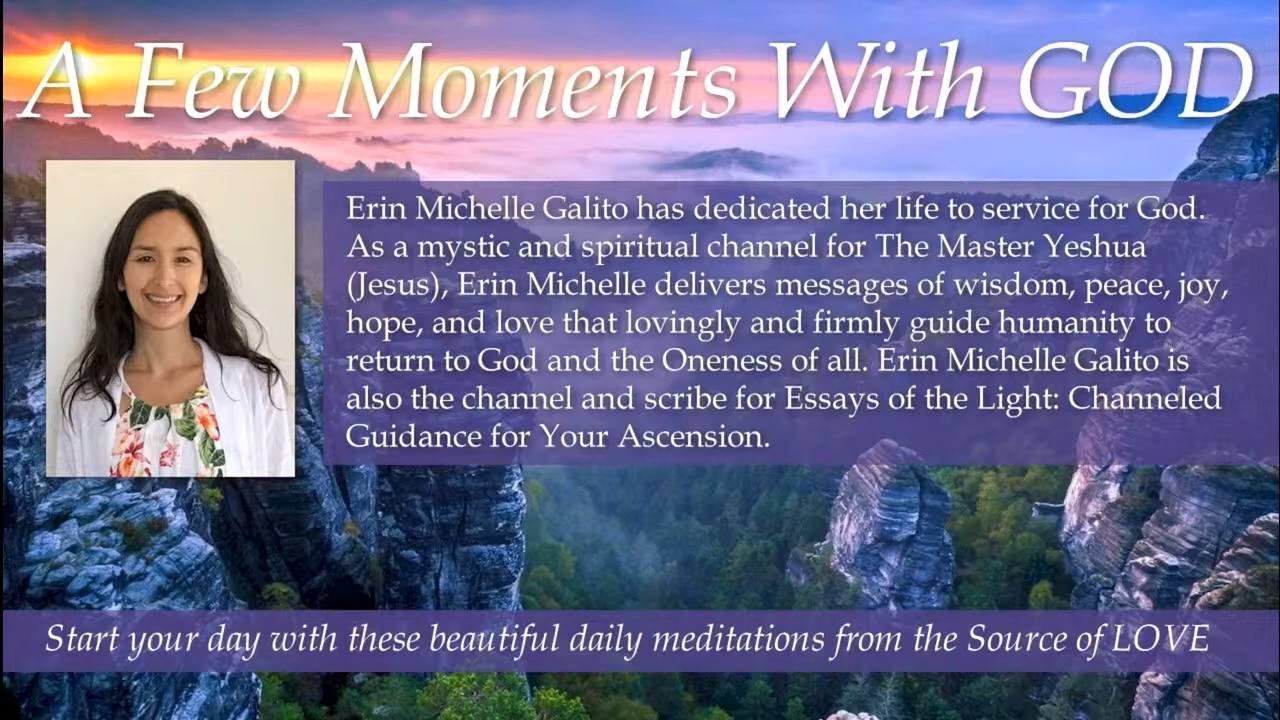 A Few Moments With GOD
Erin Michelle Galito has dedicated her life to service for God.
As a mystic and spiritual channel for The Master Yeshua
(Jesus), Erin Michelle delivers messages of wisdom, peace, joy,
hope, and love that lovingly and firmly guide humanity to
return to God and the Oneness of all. Erin Michelle Galito is
also the channel and scribe for Essays of the Light: Channeled
Guidance for Your Ascension.
Start your day with these beautiful daily meditations from the Source of LOVE